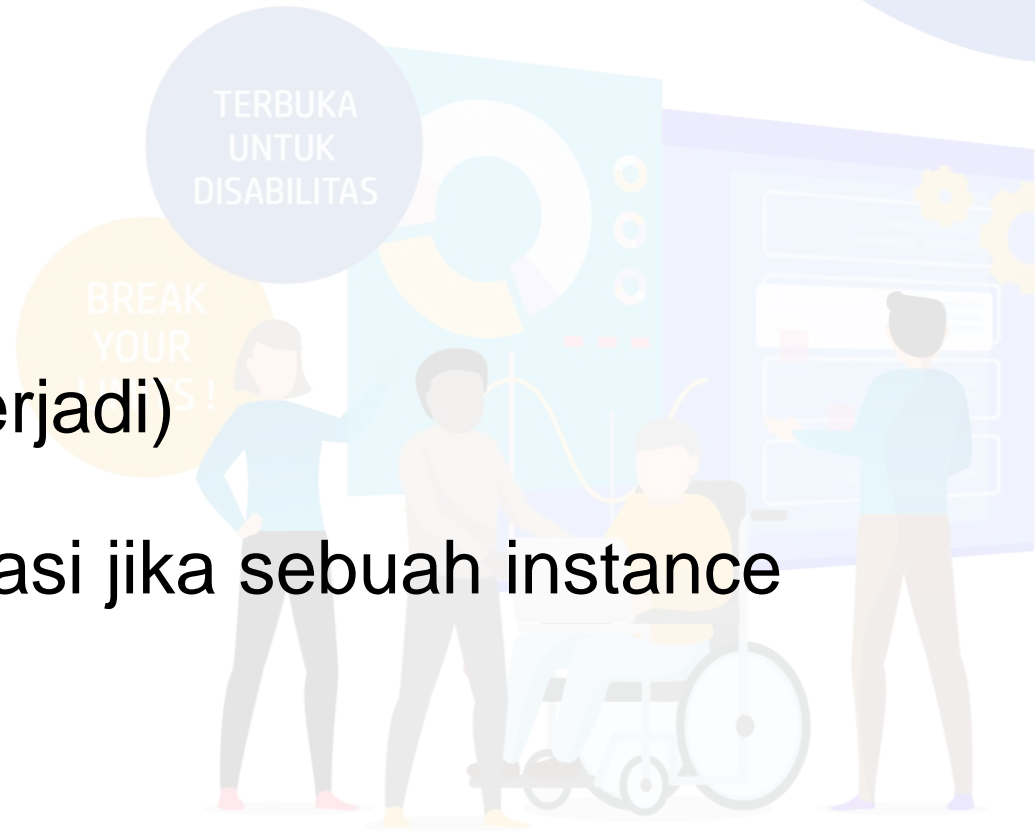 TERBUKA
UNTUK
DISABILITAS
BREAK
YOUR
erjadi)
asi jika sebuah instance